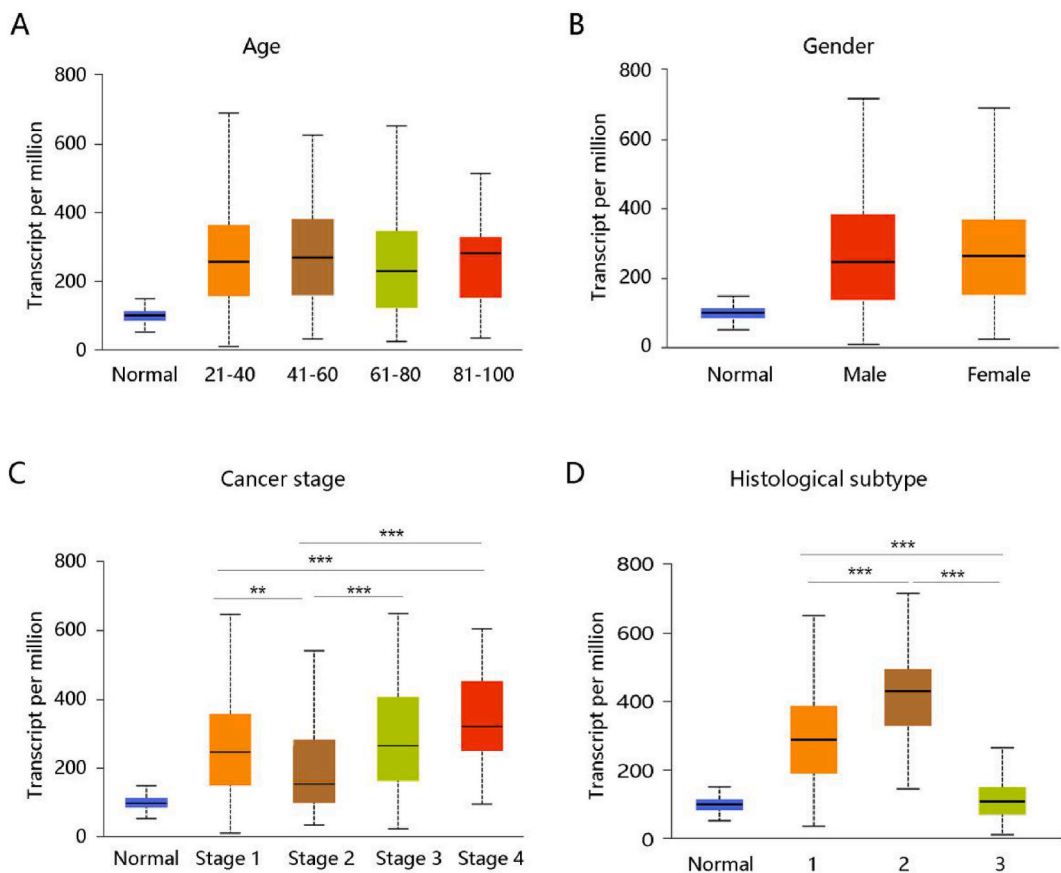 A
Age
Transcript per million
800
600
400
200
0
Normal 21-40 41-60 61-80 81-100
B
Gender
Transcript per million
800
600
400
200
0
Normal Male Female
C
Cancer stage
Transcript per million
***
***
** ***
800
600
400
200
0
Normal Stage 1 Stage 2 Stage 3 Stage 4
D
Histological subtype
Transcript per million
***
*** ***
800
600
400
200
0
Normal 1 2 3